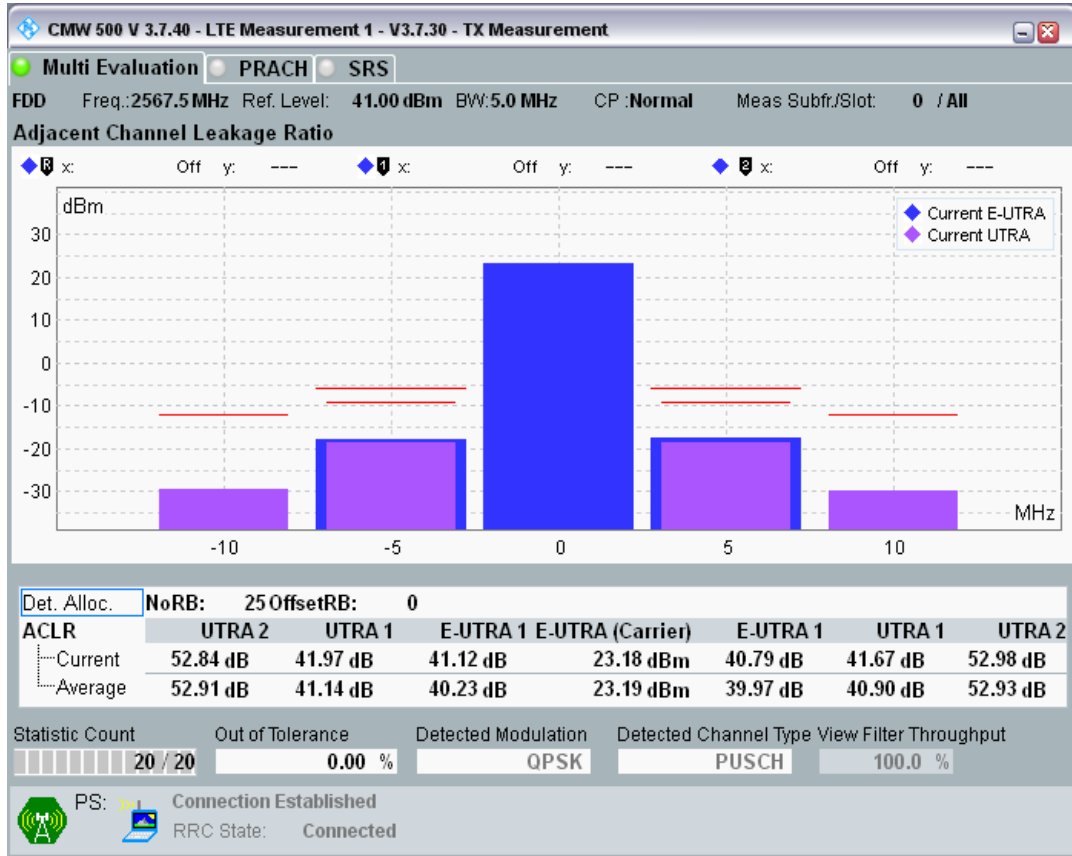 CMW 500 V 3.7.40 - LTE Measurement 1 - V3.7.30 - TX Measurement
Multi Evaluation PRACH SRS
FDD Freq.:2567.5 MHz Ref. Level: 41.00 dBm BW:5.0 MHz CP :Normal Meas Subfr./Slot: 0 / All
Adjacent Channel Leakage Ratio
R x: Off y: --- 1 x: Off y: --- 2 x: Off y: ---
dBm
Current E-UTRA
Current UTRA
30
20
10
0
-10
-20
-30
MHz
-10 -5 0 5 10
Det. Alloc. NoRB: 25 OffsetRB: 0
ACLR UTRA 2 UTRA 1 E-UTRA 1 E-UTRA (Carrier) E-UTRA 1 UTRA 1 UTRA 2
Current 52.84 dB 41.97 dB 41.12 dB 23.18 dBm 40.79 dB 41.67 dB 52.98 dB
Average 52.91 dB 41.14 dB 40.23 dB 23.19 dBm 39.97 dB 40.90 dB 52.93 dB
Statistic Count Out of Tolerance Detected Modulation Detected Channel Type View Filter Throughput
20 / 20 0.00 % QPSK PUSCH 100.0 %
PS: Connection Established
RRC State: Connected